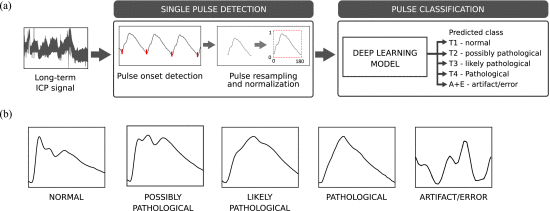 (a)
SINGLE PULSE DETECTION
PULSE CLASSIFICATION
Long-term
ICP signal
Pulse onset detection
1
0
0
180
Pulse resampling
and normalization
DEEP LEARNING
MODEL
Predicted class
T1 - normal
T2 - possibly pathological
T3 - likely pathological
T4 - Pathological
A+E - artifact/error
(b)
NORMAL
POSSIBLY
PATHOLOGICAL
LIKELY
PATHOLOGICAL
PATHOLOGICAL
ARTIFACT/ERROR